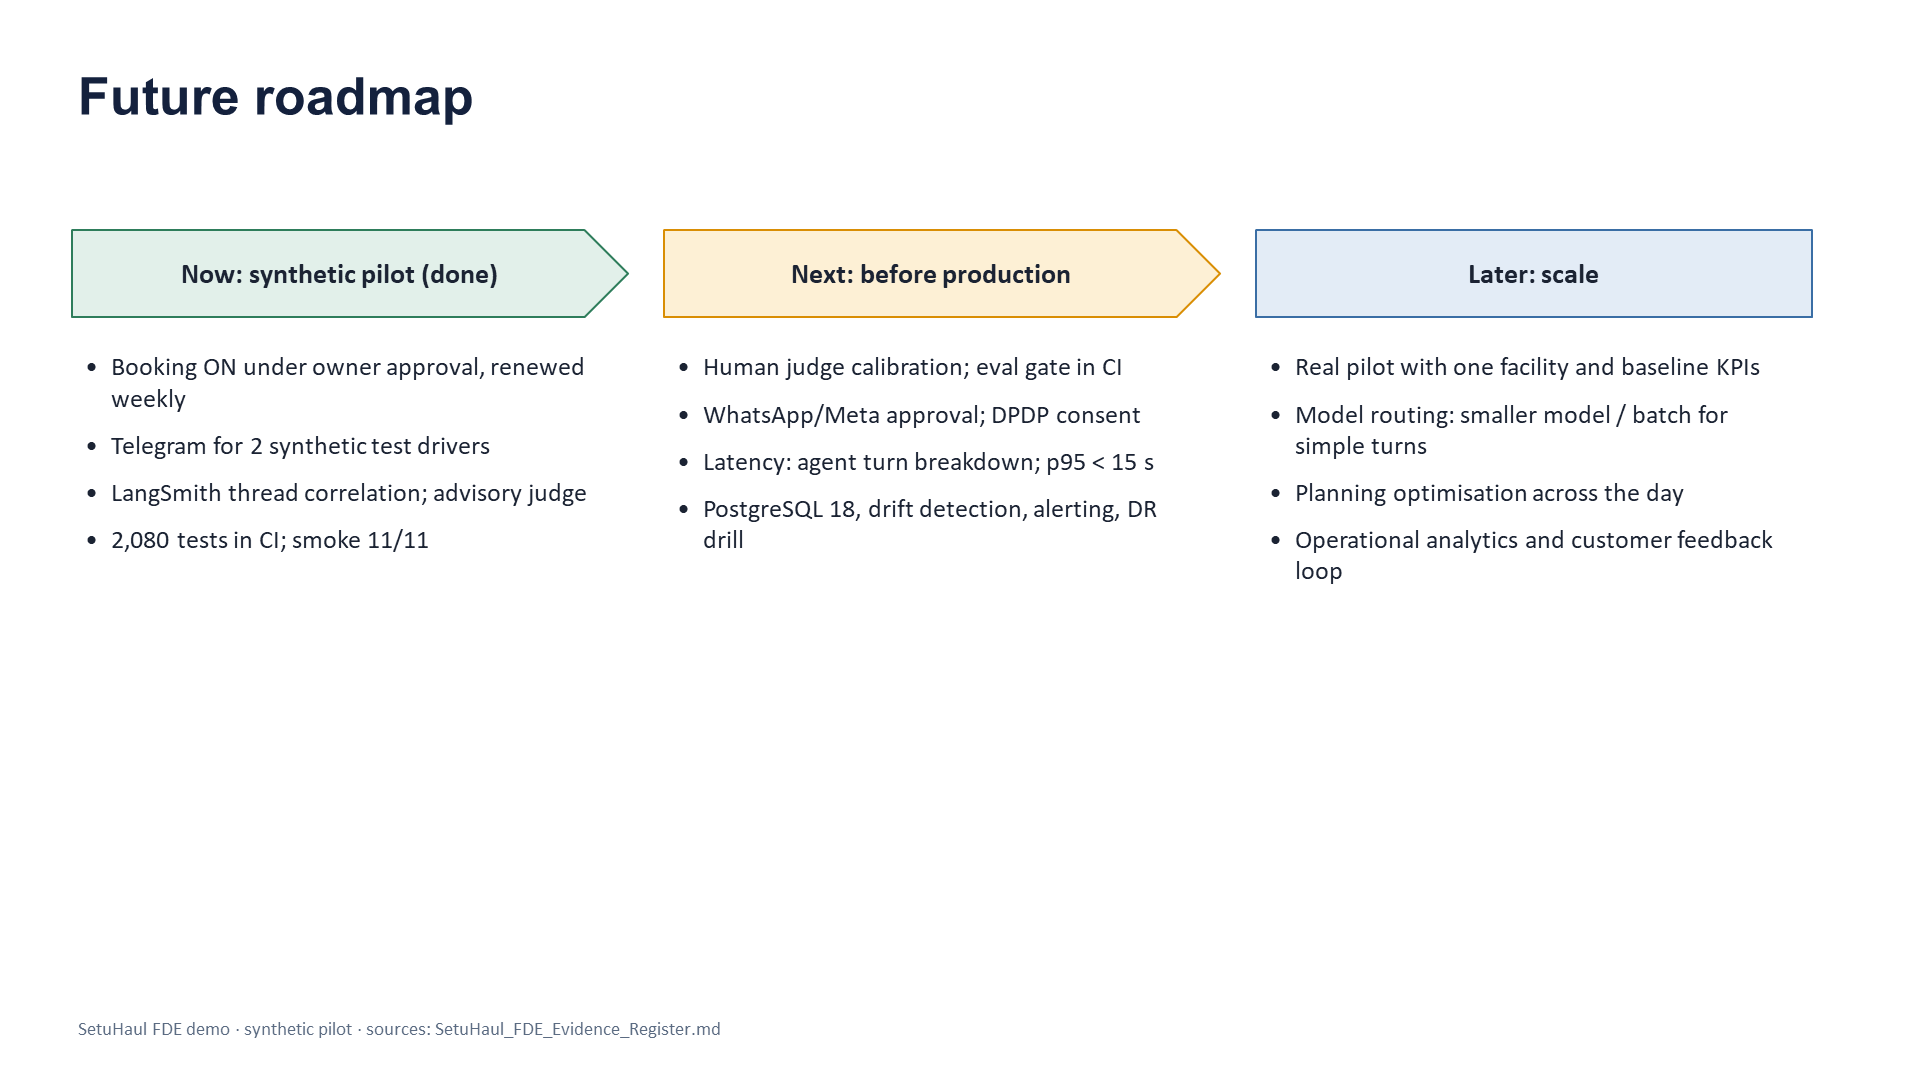 Future roadmap
Now: synthetic pilot (done)
• Booking ON under owner approval, renewed
weekly
• Telegram for 2 synthetic test drivers
• LangSmith thread correlation; advisory judge
• 2,080 tests in CI; smoke 11/11
Next: before production
• Human judge calibration; eval gate in CI
• WhatsApp/Meta approval; DPDP consent
• Latency: agent turn breakdown; p95 < 15 s
• PostgreSQL 18, drift detection, alerting, DR
drill
Later: scale
• Real pilot with one facility and baseline KPIs
• Model routing: smaller model / batch for
simple turns
• Planning optimisation across the day
• Operational analytics and customer feedback
loop
SetuHaul FDE demo · synthetic pilot · sources: SetuHaul_FDE_Evidence_Register.md